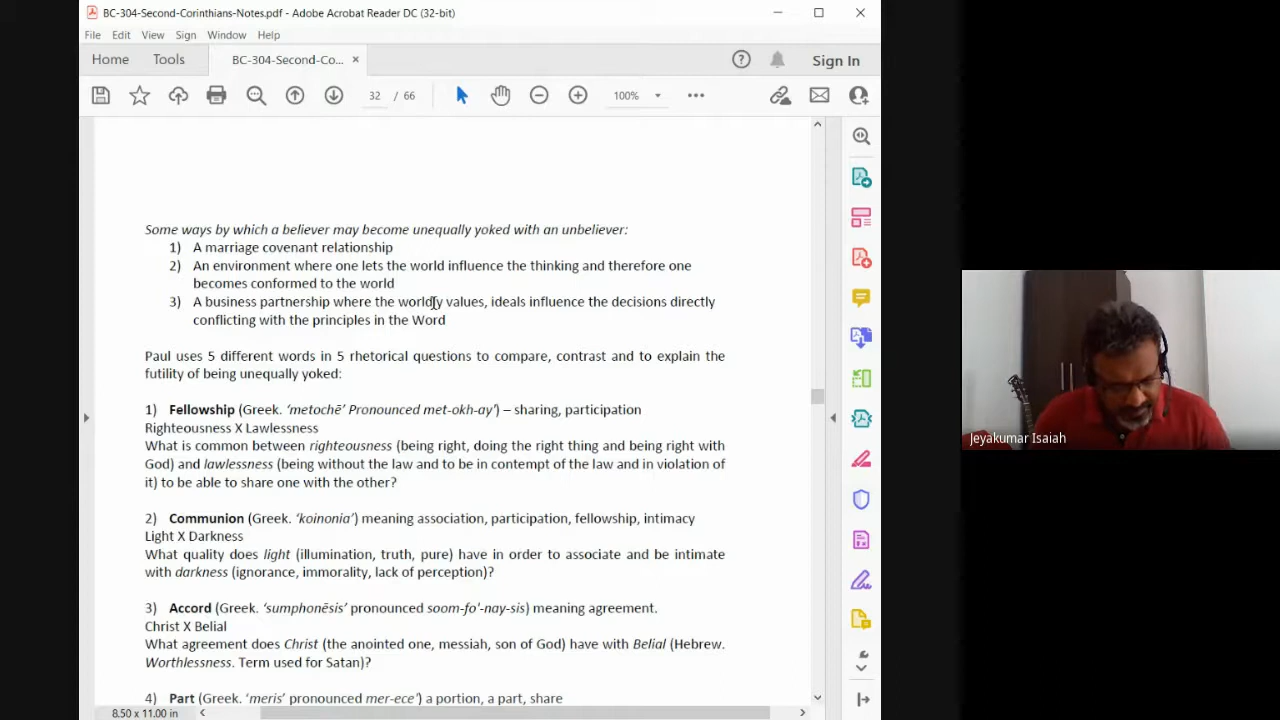 BC-304-Second-Corinthians-Notes.pdf - Adobe Acrobat Reader DC (32-bit)
File Edit View Sign Window Help
Home Tools BC-304-Second-Co... × Sign In
32 / 66 100%
Some ways by which a believer may become unequally yoked with an unbeliever:
1) A marriage covenant relationship
2) An environment where one lets the world influence the thinking and therefore one
becomes conformed to the world
3) A business partnership where the worldly values, ideals influence the decisions directly
conflicting with the principles in the Word
Paul uses 5 different words in 5 rhetorical questions to compare, contrast and to explain the
futility of being unequally yoked:
1) Fellowship (Greek. ‘metochē’ Pronounced met-okh-ay’) – sharing, participation
Righteousness X Lawlessness
What is common between righteousness (being right, doing the right thing and being right with
God) and lawlessness (being without the law and to be in contempt of the law and in violation of
it) to be able to share one with the other?
2) Communion (Greek. ‘koinonia’) meaning association, participation, fellowship, intimacy
Light X Darkness
What quality does light (illumination, truth, pure) have in order to associate and be intimate
with darkness (ignorance, immorality, lack of perception)?
3) Accord (Greek. ‘sumphonēsis’ pronounced soom-fo'-nay-sis) meaning agreement.
Christ X Belial
What agreement does Christ (the anointed one, messiah, son of God) have with Belial (Hebrew.
Worthlessness. Term used for Satan)?
4) Part (Greek. ‘meris’ pronounced mer-ece’) a portion, a part, share
8.50 x 11.00 in
Jeyakumar Isaiah